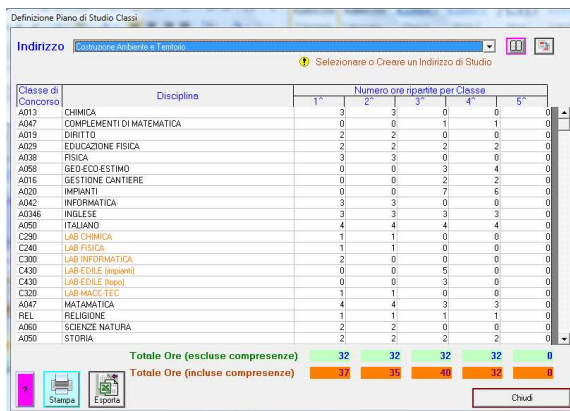 Definizione Piano di Studio Classi
Indirizzo Costruzione Ambiente e Territorio
Selezionare o Creare un Indirizzo di Studio
Classe di Concorso Disciplina Numero ore ripartite per Classe
1^ 2^ 3^ 4^ 5^
A013 CHIMICA 3 3 0 0 0
A047 COMPLEMENTI DI MATEMATICA 0 0 1 1 0
A019 DIRITTO 2 2 0 0 0
A029 EDUCAZIONE FISICA 2 2 2 2 0
A038 FISICA 3 3 0 0 0
A058 GEO-ECO-ESTIMO 0 0 3 4 0
A016 GESTIONE CANTIERE 0 0 2 2 0
A020 IMPIANTI 0 0 7 6 0
A042 INFORMATICA 3 3 0 0 0
A0346 INGLESE 3 3 3 3 0
A050 ITALIANO 4 4 4 4 0
C290 LAB CHIMICA 1 1 0 0 0
C240 LAB FISICA 1 1 0 0 0
C300 LAB INFORMATICA 2 0 0 0 0
C430 LAB-EDILE (impianti) 0 0 5 0 0
C430 LAB-EDILE (topo) 0 0 3 0 0
C320 LAB-MACC-TEC 1 1 0 0 0
A047 MATAMATICA 4 4 3 3 0
REL RELIGIONE 1 1 1 1 0
A060 SCIENZE NATURA 2 2 0 0 0
A050 STORIA 2 2 2 2 0
Totale Ore (escluse compresenze) 32 32 32 32 0
Totale Ore (incluse compresenze) 37 35 40 32 0
? Stampa Esporta Chiudi